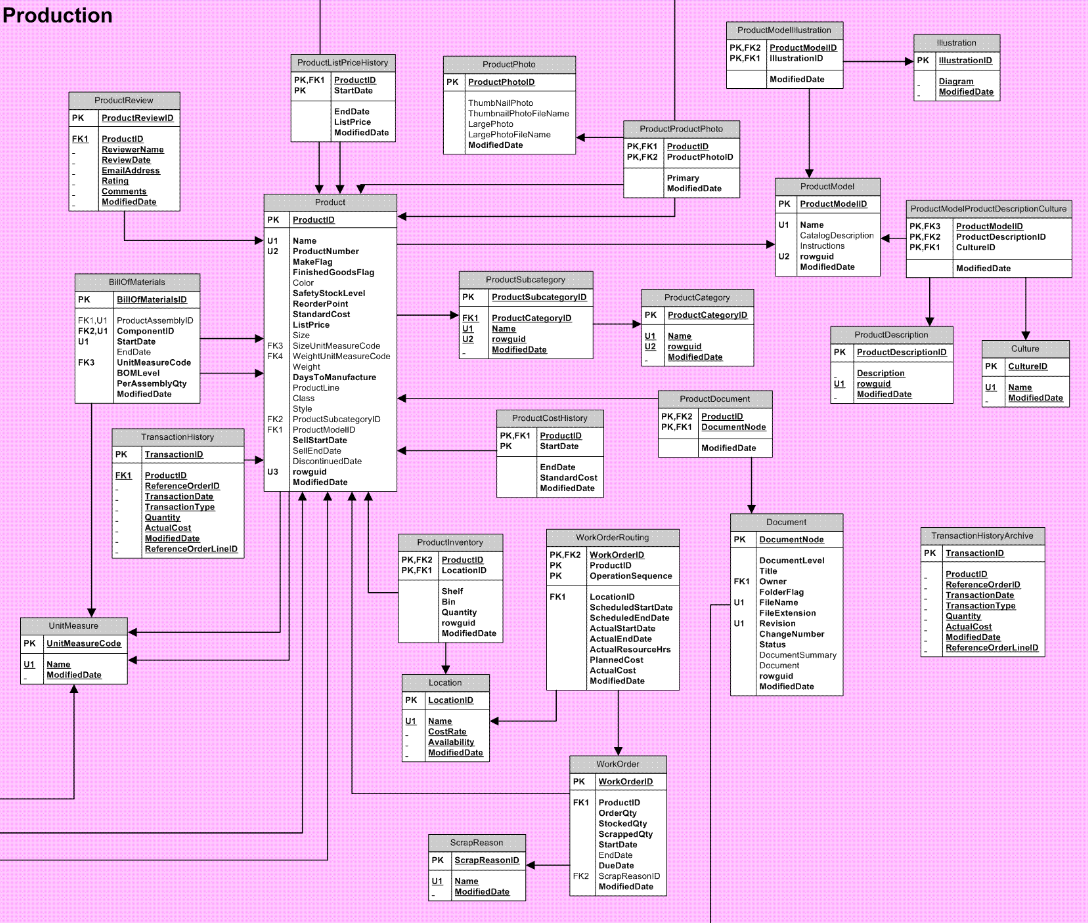 Production
ProductModelIllustration
PK,FK2 ProductModelID
PK,FK1 IllustrationID
ModifiedDate
Illustration
PK IllustrationID
_ Diagram
_ ModifiedDate
ProductListPriceHistory
PK,FK1 ProductID
PK StartDate
EndDate
ListPrice
ModifiedDate
ProductPhoto
PK ProductPhotoID
ThumbNailPhoto
ThumbnailPhotoFileName
LargePhoto
LargePhotoFileName
ModifiedDate
ProductReview
PK ProductReviewID
FK1 ProductID
_ ReviewerName
_ ReviewDate
_ EmailAddress
_ Rating
_ Comments
_ ModifiedDate
ProductProductPhoto
PK,FK1 ProductID
PK,FK2 ProductPhotoID
Primary
ModifiedDate
ProductModel
PK ProductModelID
U1 Name
CatalogDescription
Instructions
U2 rowguid
ModifiedDate
ProductModelProductDescriptionCulture
PK,FK3 ProductModelID
PK,FK2 ProductDescriptionID
PK,FK1 CultureID
ModifiedDate
Product
PK ProductID
U1 Name
U2 ProductNumber
MakeFlag
FinishedGoodsFlag
Color
SafetyStockLevel
ReorderPoint
StandardCost
ListPrice
Size
FK3 SizeUnitMeasureCode
FK4 WeightUnitMeasureCode
Weight
DaysToManufacture
ProductLine
Class
Style
FK2 ProductSubcategoryID
FK1 ProductModelID
SellStartDate
SellEndDate
DiscontinuedDate
U3 rowguid
ModifiedDate
BillOfMaterials
PK BillOfMaterialsID
FK1,U1 ProductAssemblyID
FK2,U1 ComponentID
U1 StartDate
EndDate
FK3 UnitMeasureCode
BOMLevel
PerAssemblyQty
ModifiedDate
ProductSubcategory
PK ProductSubcategoryID
FK1 ProductCategoryID
U1 Name
U2 rowguid
_ ModifiedDate
ProductCategory
PK ProductCategoryID
U1 Name
U2 rowguid
_ ModifiedDate
ProductDescription
PK ProductDescriptionID
_ Description
U1 rowguid
_ ModifiedDate
Culture
PK CultureID
U1 Name
_ ModifiedDate
ProductDocument
PK,FK2 ProductID
PK,FK1 DocumentNode
ModifiedDate
ProductCostHistory
PK,FK1 ProductID
PK StartDate
EndDate
StandardCost
ModifiedDate
TransactionHistory
PK TransactionID
FK1 ProductID
_ ReferenceOrderID
_ TransactionDate
_ TransactionType
_ Quantity
_ ActualCost
_ ModifiedDate
_ ReferenceOrderLineID
ProductInventory
PK,FK2 ProductID
PK,FK1 LocationID
Shelf
Bin
Quantity
rowguid
ModifiedDate
WorkOrderRouting
PK,FK2 WorkOrderID
PK ProductID
PK OperationSequence
FK1 LocationID
ScheduledStartDate
ScheduledEndDate
ActualStartDate
ActualEndDate
ActualResourceHrs
PlannedCost
ActualCost
ModifiedDate
Document
PK DocumentNode
DocumentLevel
Title
FK1 Owner
FolderFlag
U1 FileName
FileExtension
U1 Revision
ChangeNumber
Status
DocumentSummary
Document
rowguid
ModifiedDate
TransactionHistoryArchive
PK TransactionID
_ ProductID
_ ReferenceOrderID
_ TransactionDate
_ TransactionType
_ Quantity
_ ActualCost
_ ModifiedDate
_ ReferenceOrderLineID
UnitMeasure
PK UnitMeasureCode
U1 Name
_ ModifiedDate
Location
PK LocationID
U1 Name
_ CostRate
_ Availability
_ ModifiedDate
WorkOrder
PK WorkOrderID
FK1 ProductID
OrderQty
StockedQty
ScrappedQty
StartDate
EndDate
DueDate
FK2 ScrapReasonID
ModifiedDate
ScrapReason
PK ScrapReasonID
U1 Name
_ ModifiedDate